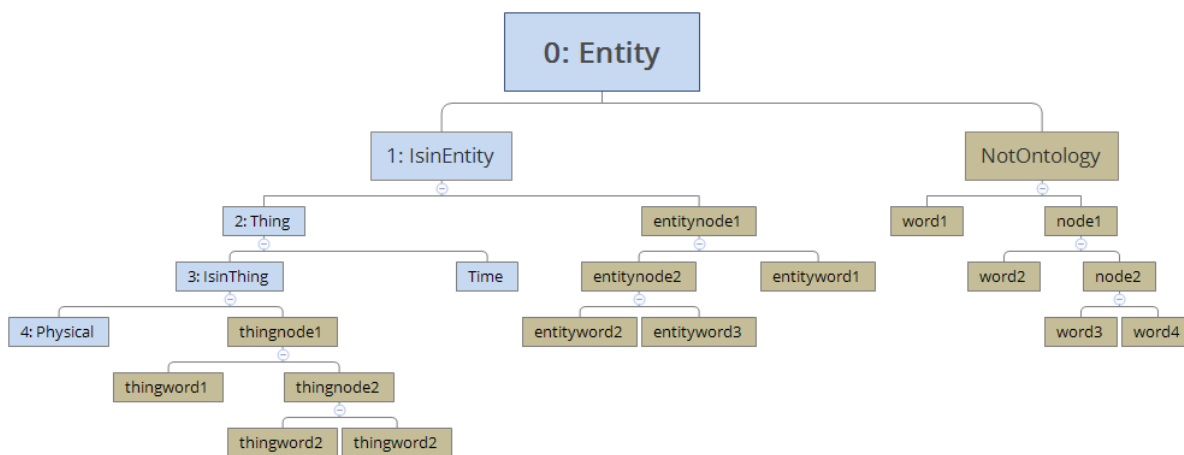 0: Entity
1: IsinEntity
NotOntology
2: Thing
entitynode1
word1
node1
3: IsinThing
Time
entitynode2
entityword1
word2
node2
4: Physical
thingnode1
entityword2
entityword3
word3
word4
thingword1
thingnode2
thingword2
thingword2